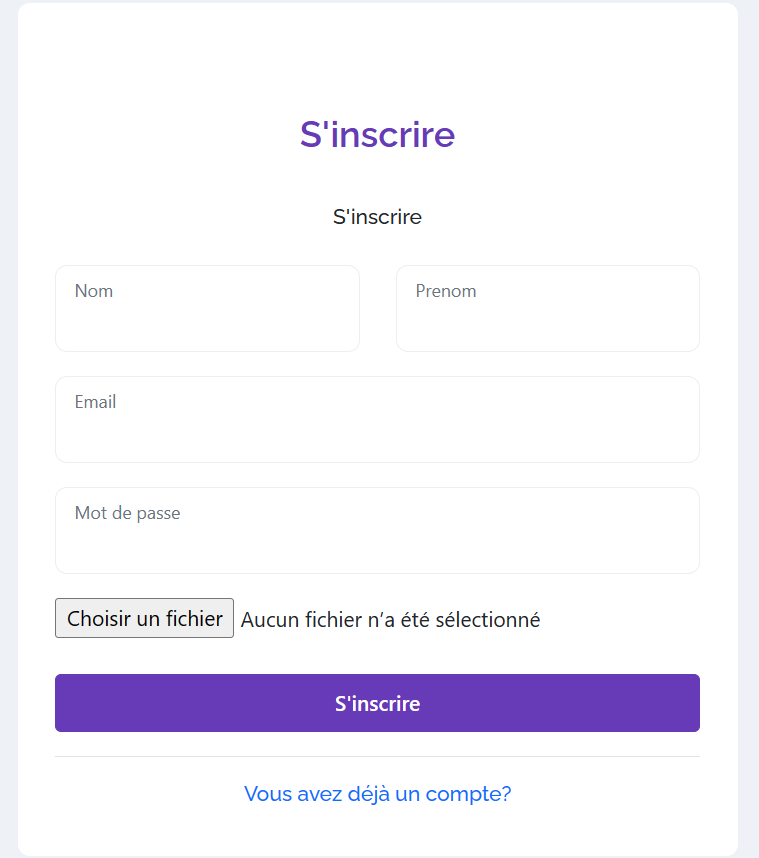 S'inscrire
S'inscrire
Nom Prenom
Email
Mot de passe
Choisir un fichier Aucun fichier n’a été sélectionné
S'inscrire
Vous avez déjà un compte?